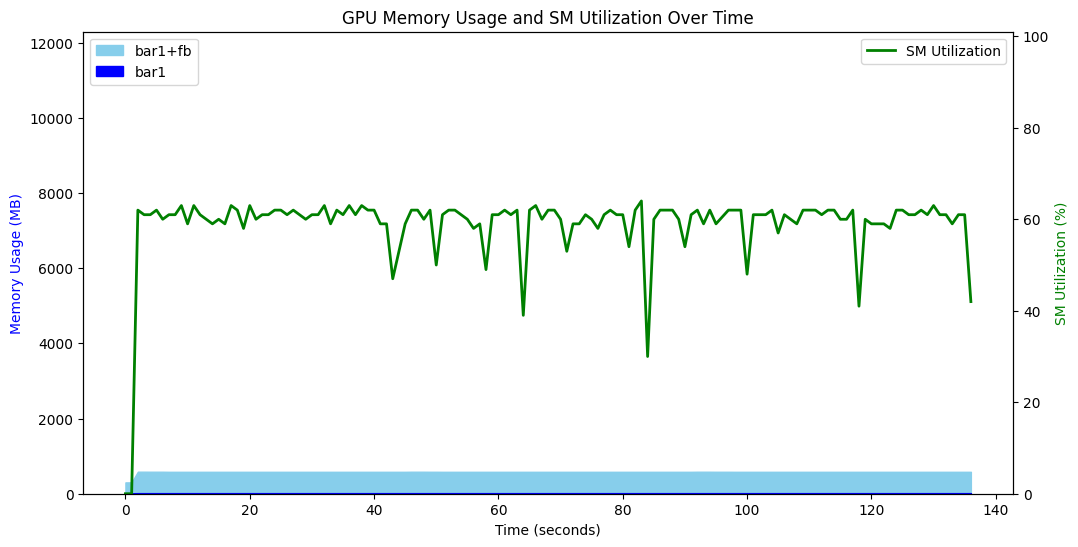 GPU Memory Usage and SM Utilization Over Time
bar1+fb
bar1
SM Utilization
12000
10000
8000
6000
4000
2000
0
Memory Usage (MB)
100
80
60
40
20
0
SM Utilization (%)
0 20 40 60 80 100 120 140
Time (seconds)